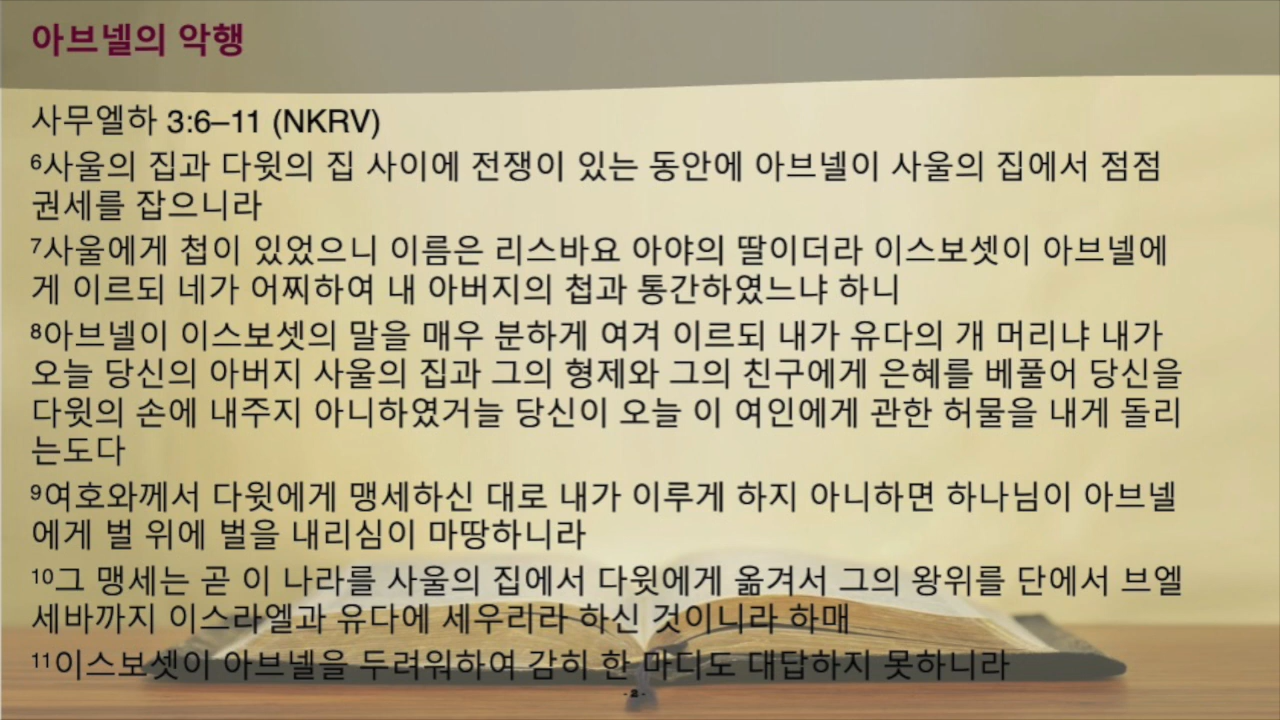 아브넬의 악행
사무엘하 3:6–11 (NKRV)
⁶사울의 집과 다윗의 집 사이에 전쟁이 있는 동안에 아브넬이 사울의 집에서 점점
권세를 잡으니라
⁷사울에게 첩이 있었으니 이름은 리스바요 아야의 딸이더라 이스보셋이 아브넬에
게 이르되 네가 어찌하여 내 아버지의 첩과 통간하였느냐 하니
⁸아브넬이 이스보셋의 말을 매우 분하게 여겨 이르되 내가 유다의 개 머리냐 내가
오늘 당신의 아버지 사울의 집과 그의 형제와 그의 친구에게 은혜를 베풀어 당신을
다윗의 손에 내주지 아니하였거늘 당신이 오늘 이 여인에게 관한 허물을 내게 돌리
는도다
⁹여호와께서 다윗에게 맹세하신 대로 내가 이루게 하지 아니하면 하나님이 아브넬
에게 벌 위에 벌을 내리심이 마땅하니라
¹⁰그 맹세는 곧 이 나라를 사울의 집에서 다윗에게 옮겨서 그의 왕위를 단에서 브엘
세바까지 이스라엘과 유다에 세우리라 하신 것이니라 하매
¹¹이스보셋이 아브넬을 두려워하여 감히 한 마디도 대답하지 못하니라
- 2 -